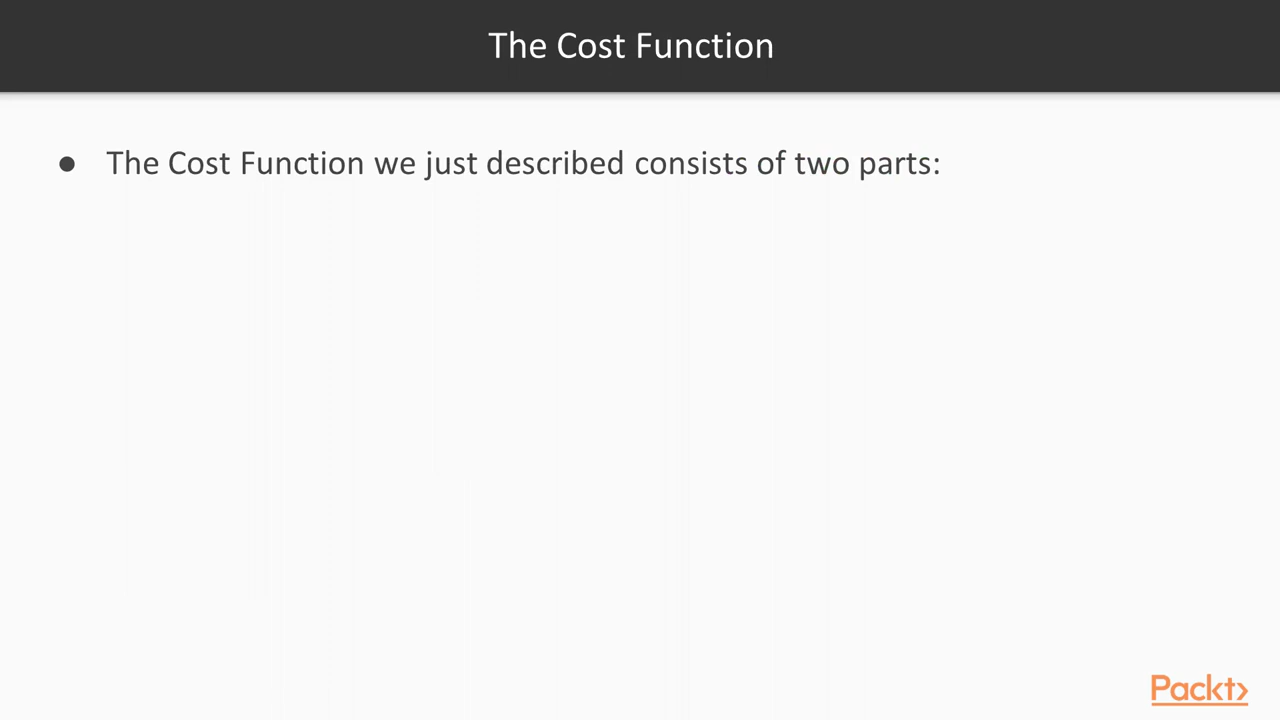 The Cost Function
● The Cost Function we just described consists of two parts:
Packt>